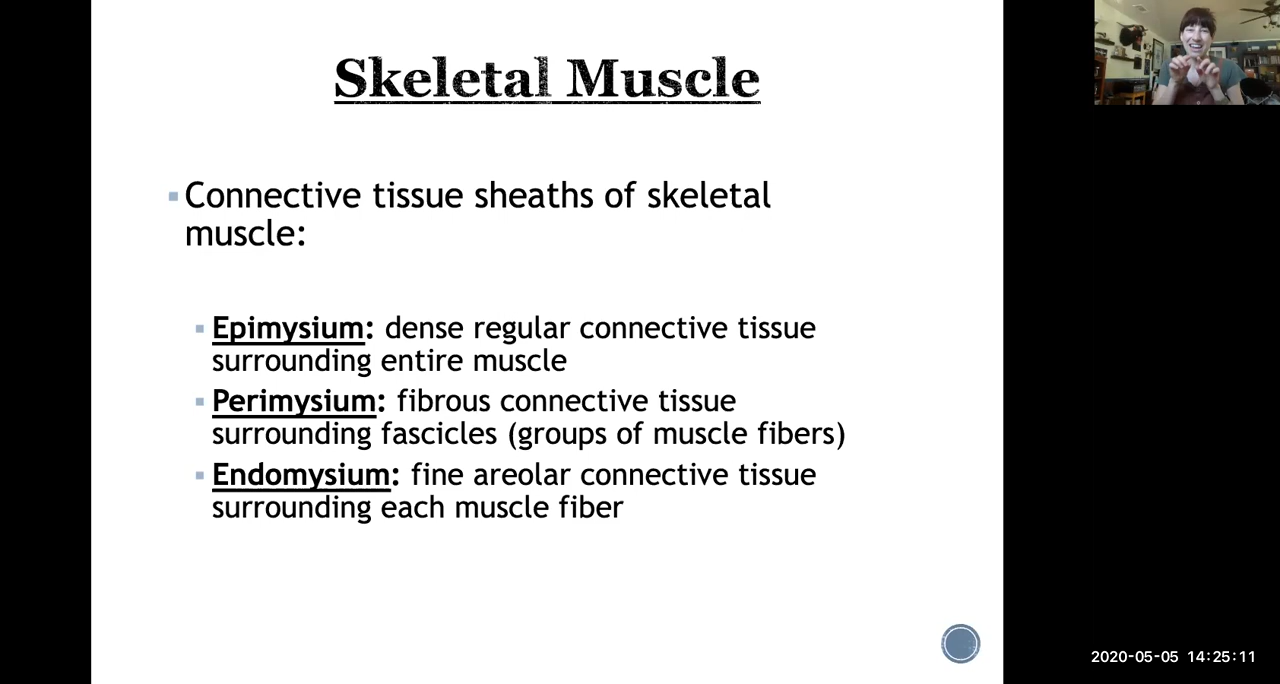 Skeletal Muscle
Connective tissue sheaths of skeletal
muscle:
Epimysium: dense regular connective tissue
surrounding entire muscle
Perimysium: fibrous connective tissue
surrounding fascicles (groups of muscle fibers)
Endomysium: fine areolar connective tissue
surrounding each muscle fiber
2020-05-05 14:25:11